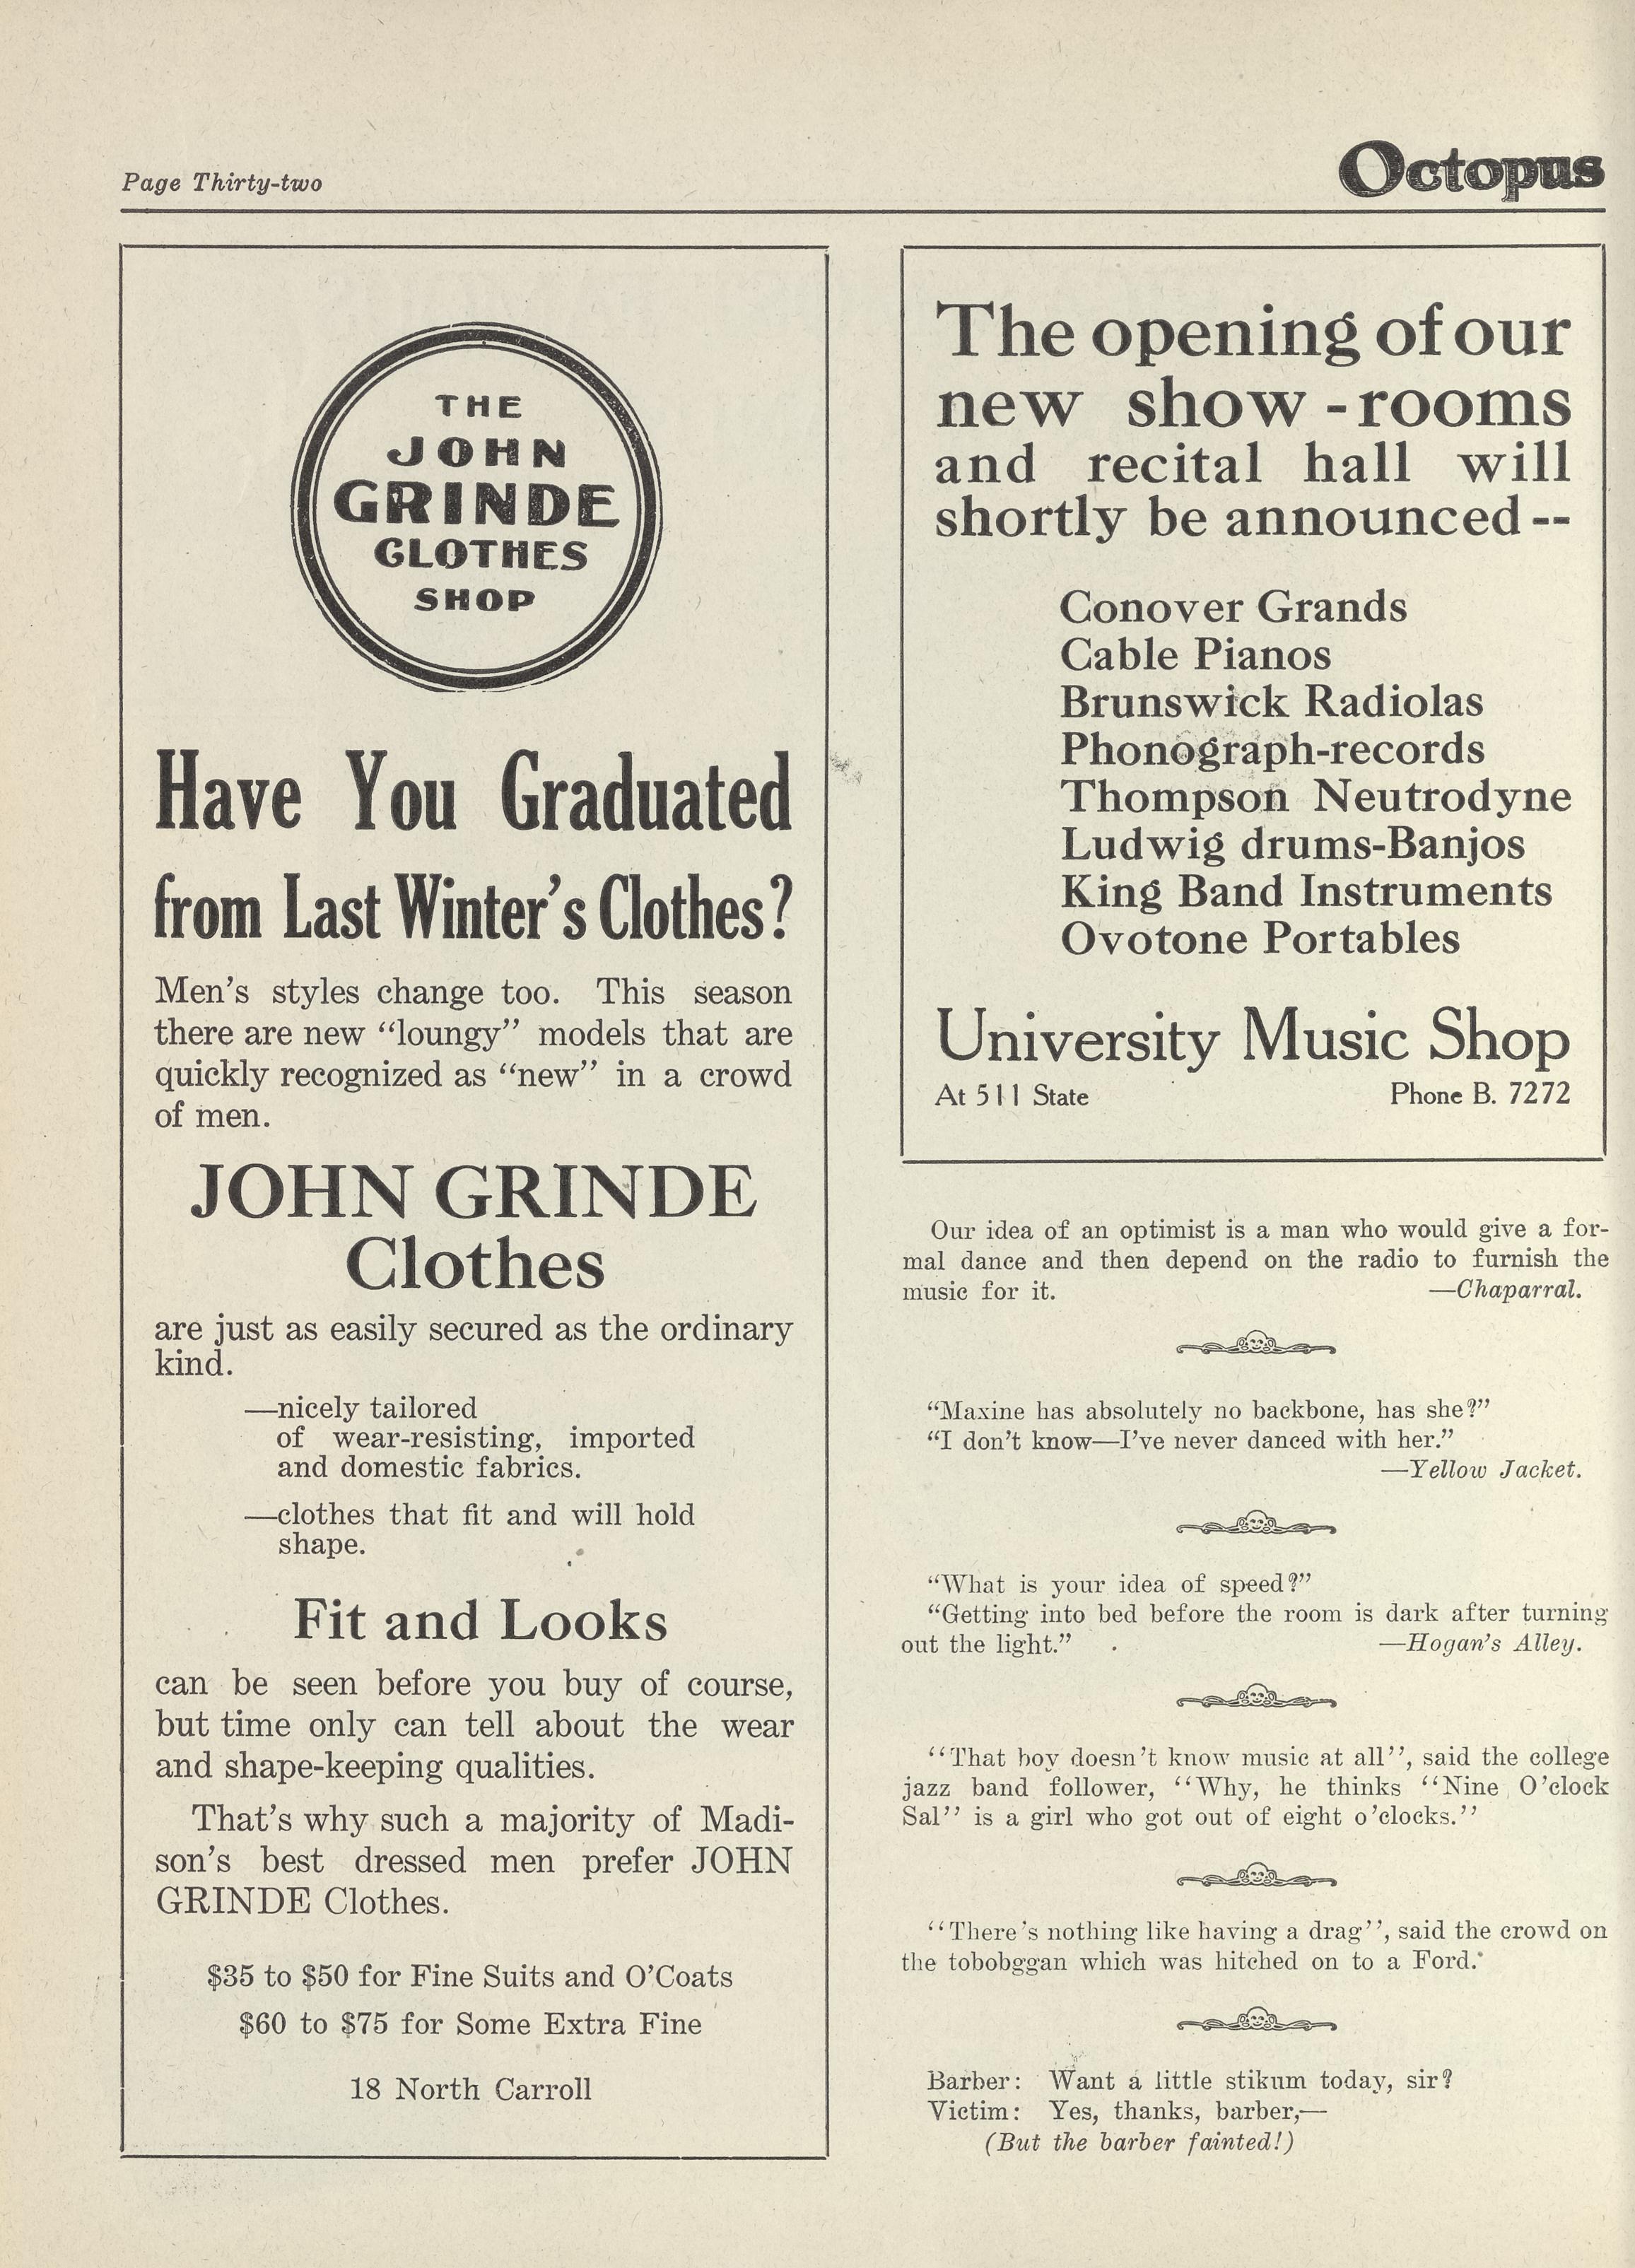 Page Thirty-two
Octopus
THE
JOHN
GRINDE
CLOTHES
SHOP
Have You Graduated
from Last Winter's Clothes?
Men's styles change too. This season
there are new "loungy" models that are
quickly recognized as "new" in a crowd
of men.
JOHN GRINDE
Clothes
are just as easily secured as the ordinary
kind.
—nicely tailored
of wear-resisting, imported
and domestic fabrics.
—clothes that fit and will hold
shape.
Fit and Looks
can be seen before you buy of course,
but time only can tell about the wear
and shape-keeping qualities.
That's why such a majority of Madi-
son's best dressed men prefer JOHN
GRINDE Clothes.
$35 to $50 for Fine Suits and O'Coats
$60 to $75 for Some Extra Fine
18 North Carroll
The opening of our
new show-rooms
and recital hall will
shortly be announced--
Conover Grands
Cable Pianos
Brunswick Radiolas
Phonograph-records
Thompson Neutrodyne
Ludwig drums-Banjos
King Band Instruments
Ovotone Portables
University Music Shop
At 511 State Phone B. 7272
Our idea of an optimist is a man who would give a for-
mal dance and then depend on the radio to furnish the
music for it. —Chaparral.
"Maxine has absolutely no backbone, has she?"
"I don't know—I've never danced with her."
—Yellow Jacket.
"What is your idea of speed?"
"Getting into bed before the room is dark after turning
out the light." —Hogan's Alley.
"That boy doesn't know music at all", said the college
jazz band follower, "Why, he thinks "Nine O'clock
Sal" is a girl who got out of eight o'clocks."
"There's nothing like having a drag", said the crowd on
the tobobggan which was hitched on to a Ford.
Barber: Want a little stikum today, sir?
Victim: Yes, thanks, barber,—
(But the barber fainted!)